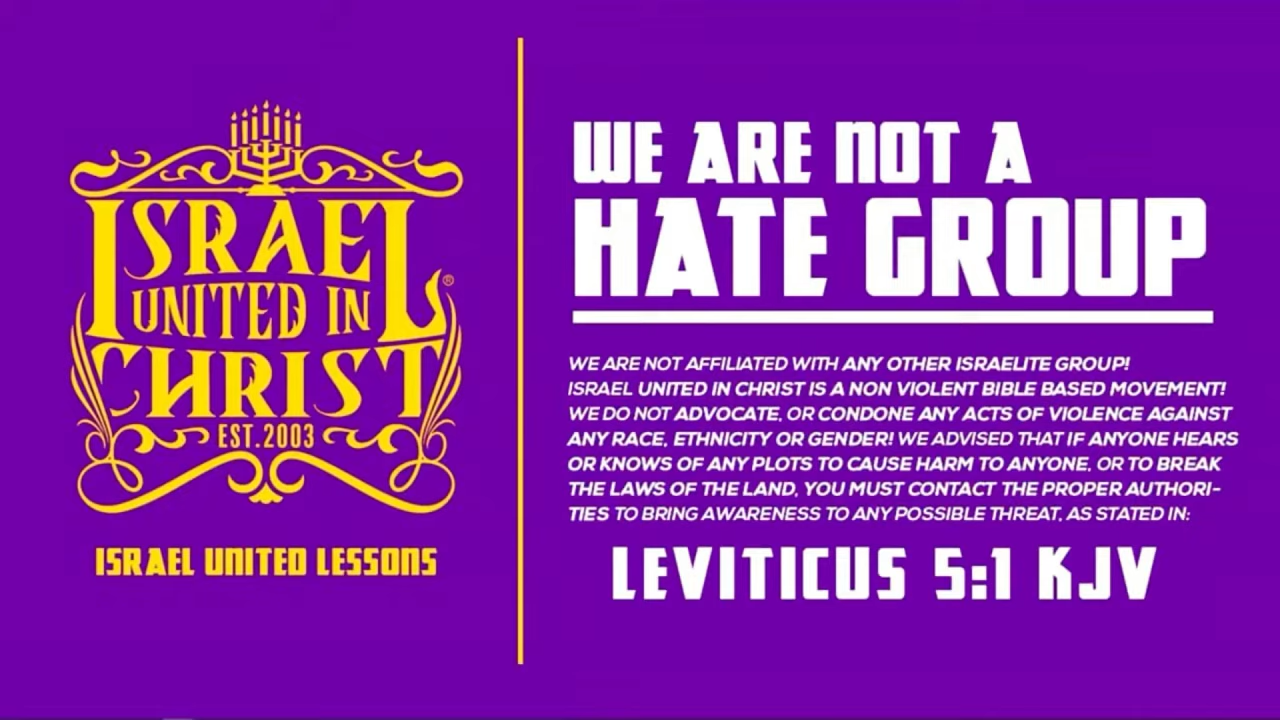 ISRAEL
UNITED IN
CHRIST
®
EST.2003
ISRAEL UNITED LESSONS
WE ARE NOT A
HATE GROUP
WE ARE NOT AFFILIATED WITH ANY OTHER ISRAELITE GROUP!
ISRAEL UNITED IN CHRIST IS A NON VIOLENT BIBLE BASED MOVEMENT!
WE DO NOT ADVOCATE, OR CONDONE ANY ACTS OF VIOLENCE AGAINST
ANY RACE, ETHNICITY OR GENDER! WE ADVISED THAT IF ANYONE HEARS
OR KNOWS OF ANY PLOTS TO CAUSE HARM TO ANYONE, OR TO BREAK
THE LAWS OF THE LAND, YOU MUST CONTACT THE PROPER AUTHORI-
TIES TO BRING AWARENESS TO ANY POSSIBLE THREAT, AS STATED IN:
LEVITICUS 5:1 KJV